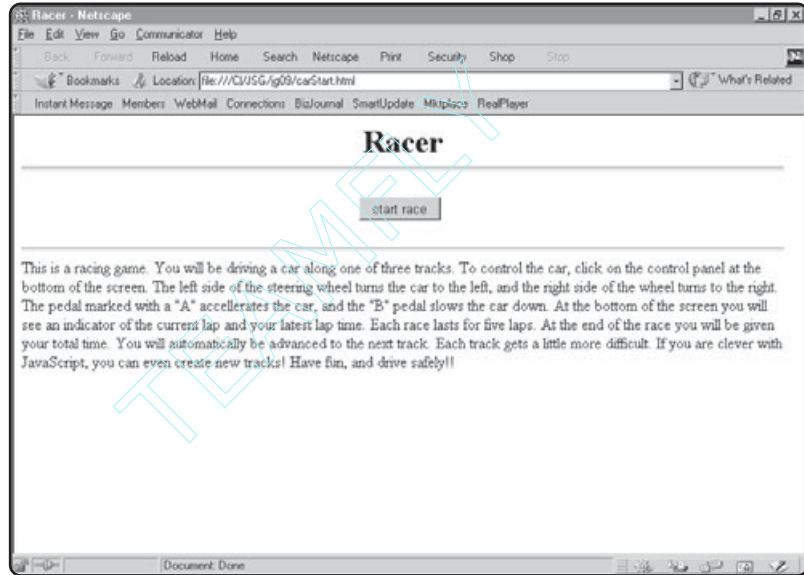 Racer - Netscape
File Edit View Go Communicator Help
Back Forward Reload Home Search Netscape Print Security Shop Stop
Bookmarks Location: file:///C|/JSG/jg09/carStart.html What's Related
Instant Message Members WebMail Connections BizJournal SmartUpdate Mktplace RealPlayer
Racer
start race
This is a racing game. You will be driving a car along one of three tracks. To control the car, click on the control panel at the
bottom of the screen. The left side of the steering wheel turns the car to the left, and the right side of the wheel turns to the right.
The pedal marked with a "A" accellerates the car, and the "B" pedal slows the car down. At the bottom of the screen you will
see an indicator of the current lap and your latest lap time. Each race lasts for five laps. At the end of the race you will be given
your total time. You will automatically be advanced to the next track. Each track gets a little more difficult. If you are clever with
JavaScript, you can even create new tracks! Have fun, and drive safely!!
TEAMFLY
Document: Done